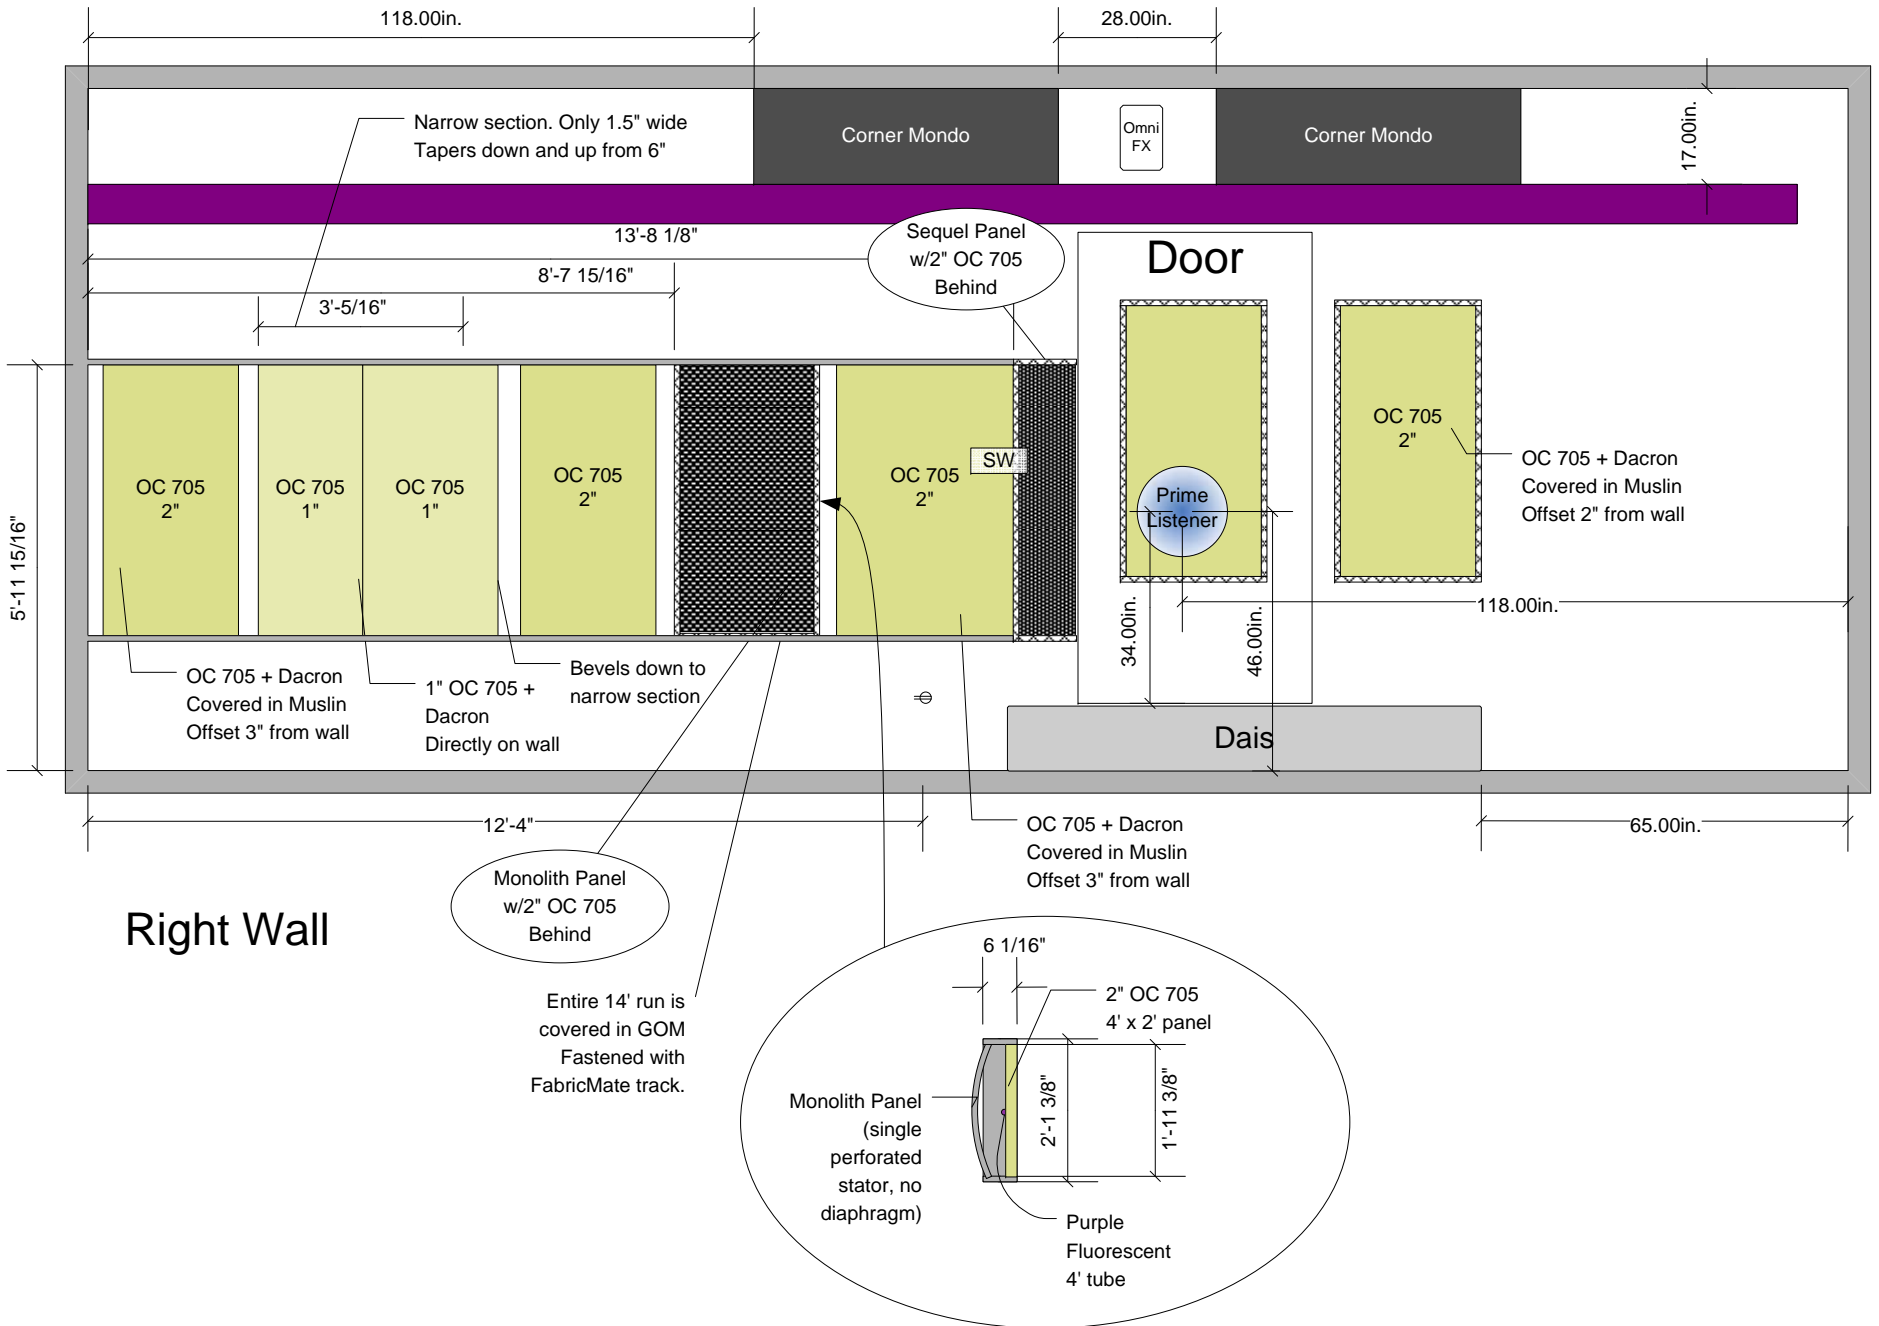 118.00in.
28.00in.
Narrow section. Only 1.5" wide
Tapers down and up from 6"
Corner Mondo
Omni
FX
Corner Mondo
17.00in.
13'-8 1/8"
8'-7 15/16"
3'-5/16"
Sequel Panel
w/2" OC 705
Behind
Door
5'-11 15/16"
OC 705
2"
OC 705
1"
OC 705
1"
OC 705
2"
OC 705
2"
SW
Prime
Listener
OC 705
2"
OC 705 + Dacron
Covered in Muslin
Offset 2" from wall
118.00in.
34.00in.
46.00in.
OC 705 + Dacron
Covered in Muslin
Offset 3" from wall
1" OC 705 +
Dacron
Directly on wall
Bevels down to
narrow section
Dais
12'-4"
65.00in.
OC 705 + Dacron
Covered in Muslin
Offset 3" from wall
Monolith Panel
w/2" OC 705
Behind
Right Wall
Entire 14' run is
covered in GOM
Fastened with
FabricMate track.
6 1/16"
2" OC 705
4' x 2' panel
2'-1 3/8"
1'-11 3/8"
Monolith Panel
(single
perforated
stator, no
diaphragm)
Purple
Fluorescent
4' tube